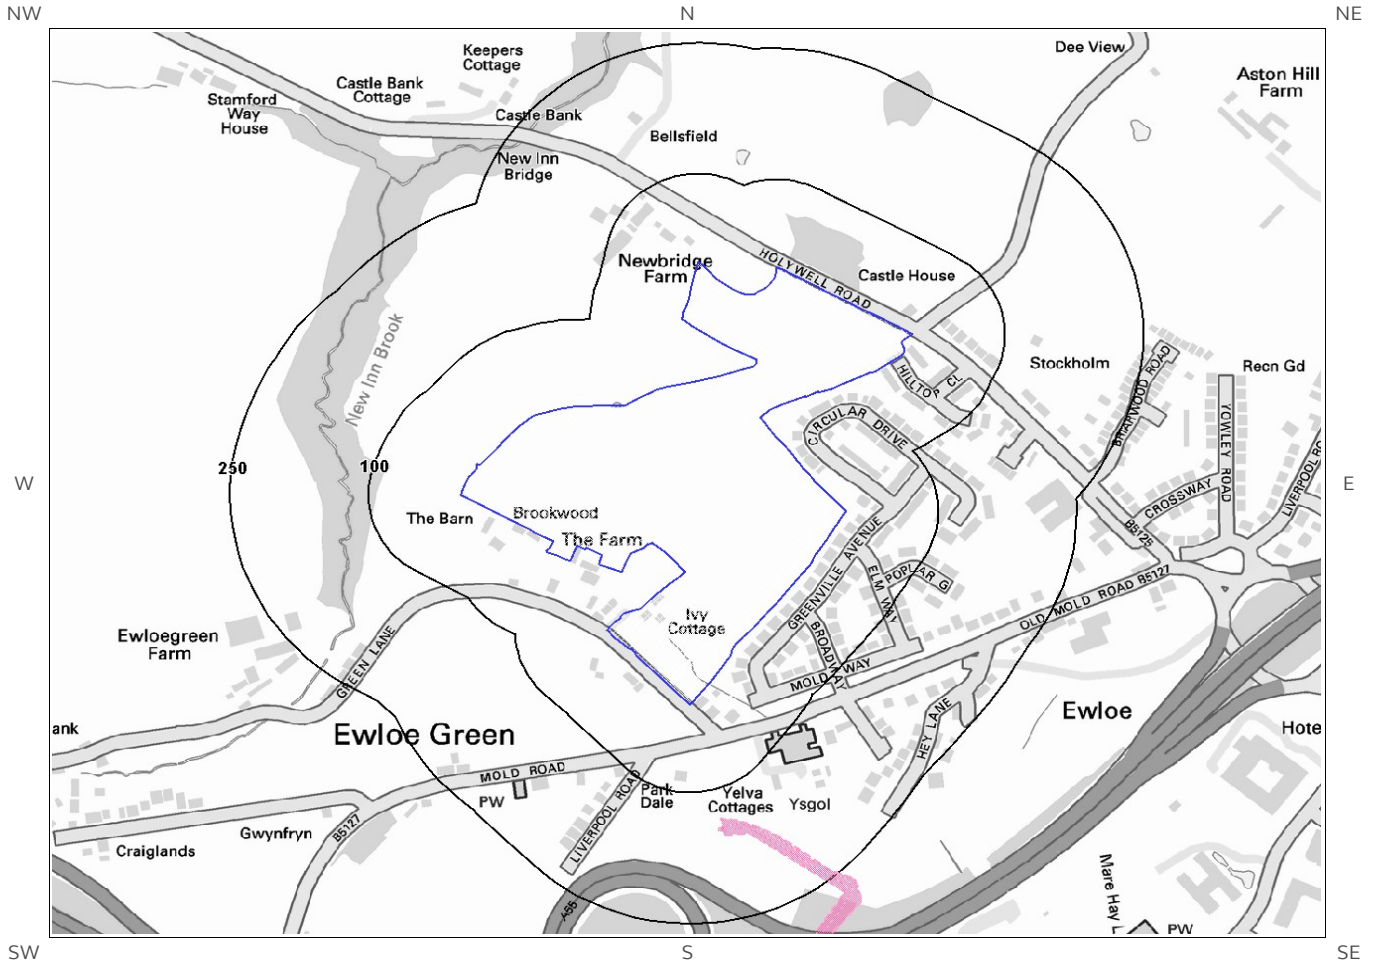 NW
N
NE
Keepers
Cottage
Dee View
Aston Hill
Farm
Castle Bank
Cottage
Stamford
Way
House
Castle Bank
Bellsfield
New Inn
Bridge
Newbridge
Farm
HOLYWELL ROAD
Castle House
New Inn Brook
Stockholm
Recn Gd
HILLTOP CL
BRIARWOOD ROAD
CIRCULAR DRIVE
YOWLEY ROAD
LIVERPOOL RO
W
250
100
E
CROSSWAY
The Barn
Brookwood
The Farm
B5125
GREENVILLE AVENUE
ELM WAY
POPLAR G
OLD MOLD ROAD B5127
Ivy
Cottage
BROADWAY
Ewloegreen
Farm
GREEN LANE
MOLD WAY
Ewloe
HEY LANE
ank
Ewloe Green
Hote
MOLD ROAD
PW
LIVERPOOL ROAD
Park
Dale
Yelva
Cottages
Ysgol
Gwynfryn
B5127
Craiglands
A55
Mare Hay L
PW
SW
S
SE